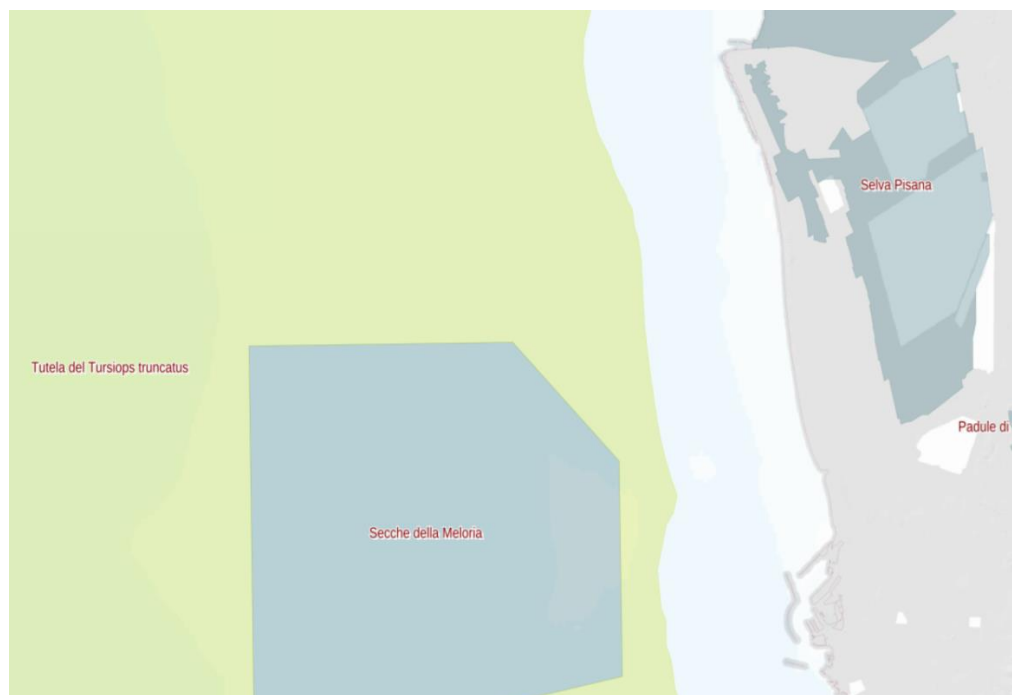 Selva Pisana
Tutela del Tursiops truncatus
Padule di
Secche della Meloria